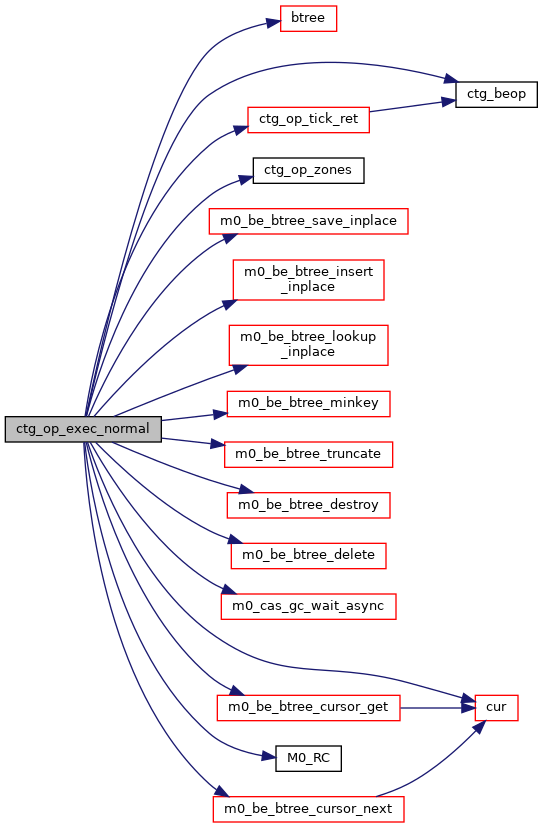 btree
ctg_beop
ctg_op_tick_ret
ctg_op_zones
m0_be_btree_save_inplace
m0_be_btree_insert
_inplace
m0_be_btree_lookup
_inplace
m0_be_btree_minkey
ctg_op_exec_normal
m0_be_btree_truncate
m0_be_btree_destroy
m0_be_btree_delete
m0_cas_gc_wait_async
m0_be_btree_cursor_get
cur
M0_RC
m0_be_btree_cursor_next